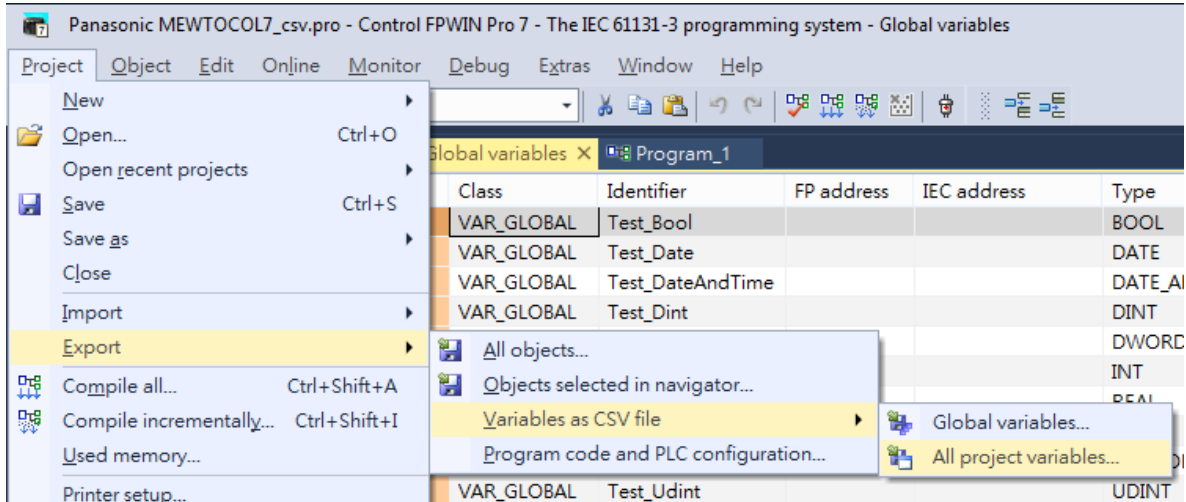 Panasonic MEWTOCOL7_csv.pro - Control FPWIN Pro 7 - The IEC 61131-3 programming system - Global variables
Project Object Edit Online Monitor Debug Extras Window Help
New
Open... Ctrl+O
Open recent projects
Save Ctrl+S
Save as
Close
Import
Export
Compile all... Ctrl+Shift+A
Compile incrementally... Ctrl+Shift+I
Used memory...
Printer setup...
Global variables Program_1
Class Identifier FP address IEC address Type
VAR_GLOBAL Test_Bool BOOL
VAR_GLOBAL Test_Date DATE
VAR_GLOBAL Test_DateAndTime
VAR_GLOBAL Test_Dint DINT
DWORD
INT
REAL
All objects...
Objects selected in navigator...
Variables as CSV file
Program code and PLC configuration...
Global variables...
All project variables...
VAR_GLOBAL Test_Udint UDINT